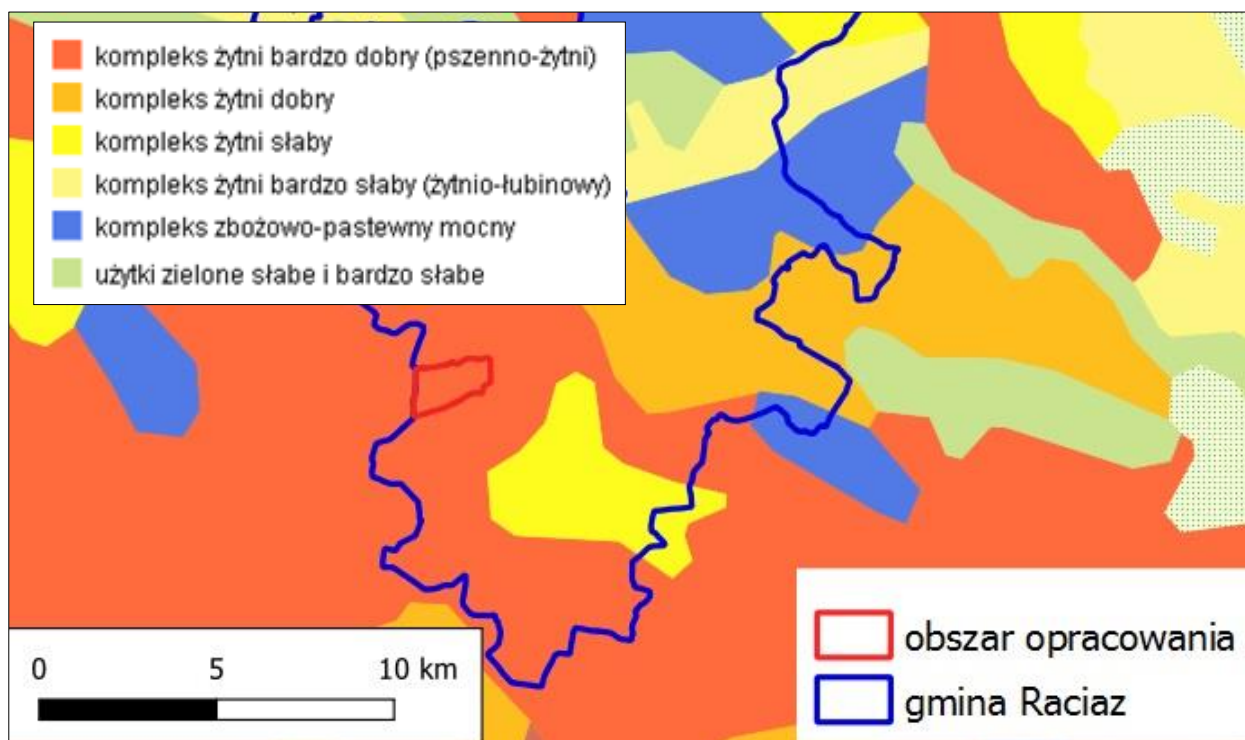 kompleks żytni bardzo dobry (pszenno-żytni)
kompleks żytni dobry
kompleks żytni słaby
kompleks żytni bardzo słaby (żytnio-łubinowy)
kompleks zbożowo-pastewny mocny
użytki zielone słabe i bardzo słabe
0 5 10 km
obszar opracowania
gmina Raciaz